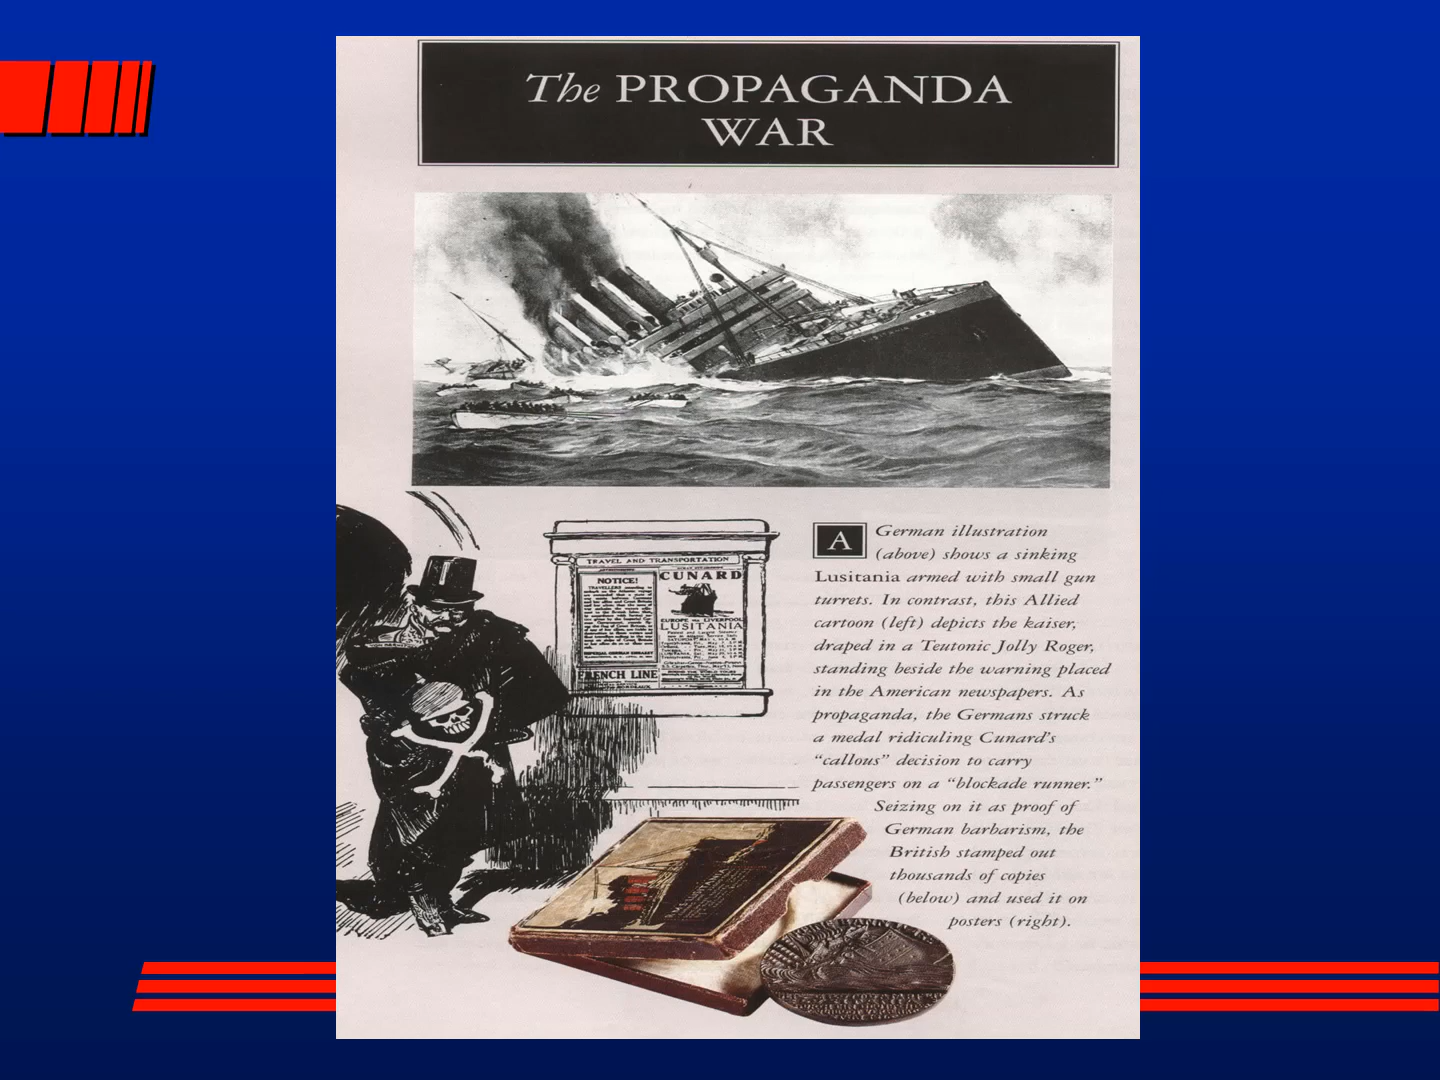 The PROPAGANDA
WAR
TRAVEL AND TRANSPORTATION
NOTICE!
CUNARD
EUROPE via LIVERPOOL
LUSITANIA
FRENCH LINE
A German illustration
(above) shows a sinking
Lusitania armed with small gun
turrets. In contrast, this Allied
cartoon (left) depicts the kaiser,
draped in a Teutonic Jolly Roger,
standing beside the warning placed
in the American newspapers. As
propaganda, the Germans struck
a medal ridiculing Cunard's
“callous” decision to carry
passengers on a “blockade runner.”
Seizing on it as proof of
German barbarism, the
British stamped out
thousands of copies
(below) and used it on
posters (right).